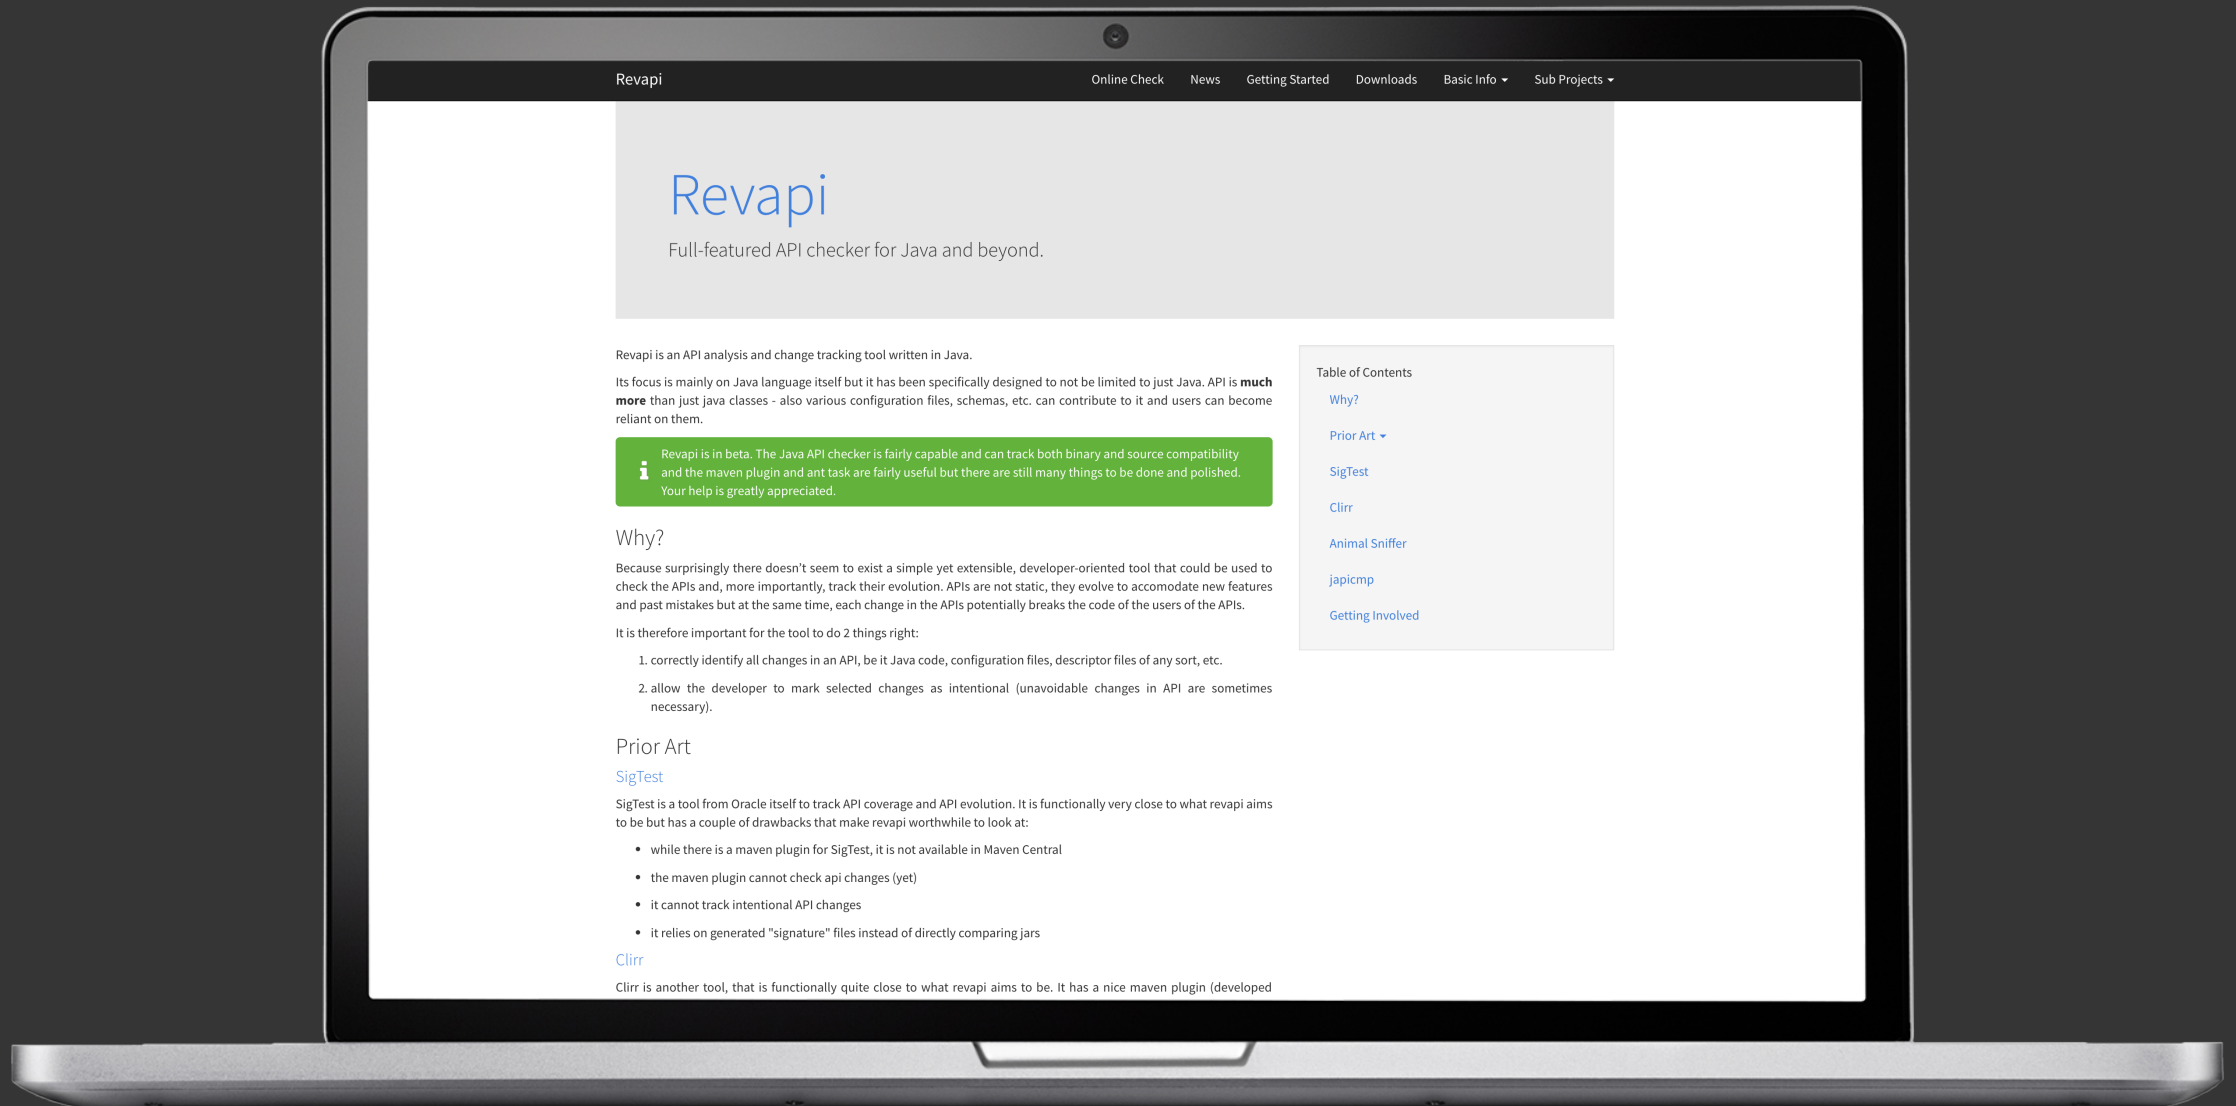 Revapi
Online Check News Getting Started Downloads Basic Info Sub Projects
Revapi
Full-featured API checker for Java and beyond.
Revapi is an API analysis and change tracking tool written in Java.
Its focus is mainly on Java language itself but it has been specifically designed to not be limited to just Java. API is much
more than just java classes - also various configuration files, schemas, etc. can contribute to it and users can become
reliant on them.
Revapi is in beta. The Java API checker is fairly capable and can track both binary and source compatibility
and the maven plugin and ant task are fairly useful but there are still many things to be done and polished.
Your help is greatly appreciated.
Why?
Because surprisingly there doesn't seem to exist a simple yet extensible, developer-oriented tool that could be used to
check the APIs and, more importantly, track their evolution. APIs are not static, they evolve to accomodate new features
and past mistakes but at the same time, each change in the APIs potentially breaks the code of the users of the APIs.
It is therefore important for the tool to do 2 things right:
1. correctly identify all changes in an API, be it Java code, configuration files, descriptor files of any sort, etc.
2. allow the developer to mark selected changes as intentional (unavoidable changes in API are sometimes
necessary).
Prior Art
SigTest
SigTest is a tool from Oracle itself to track API coverage and API evolution. It is functionally very close to what revapi aims
to be but has a couple of drawbacks that make revapi worthwhile to look at:
• while there is a maven plugin for SigTest, it is not available in Maven Central
• the maven plugin cannot check api changes (yet)
• it cannot track intentional API changes
• it relies on generated "signature" files instead of directly comparing jars
Clirr
Clirr is another tool, that is functionally quite close to what revapi aims to be. It has a nice maven plugin (developed
Table of Contents
Why?
Prior Art
SigTest
Clirr
Animal Sniffer
japicmp
Getting Involved